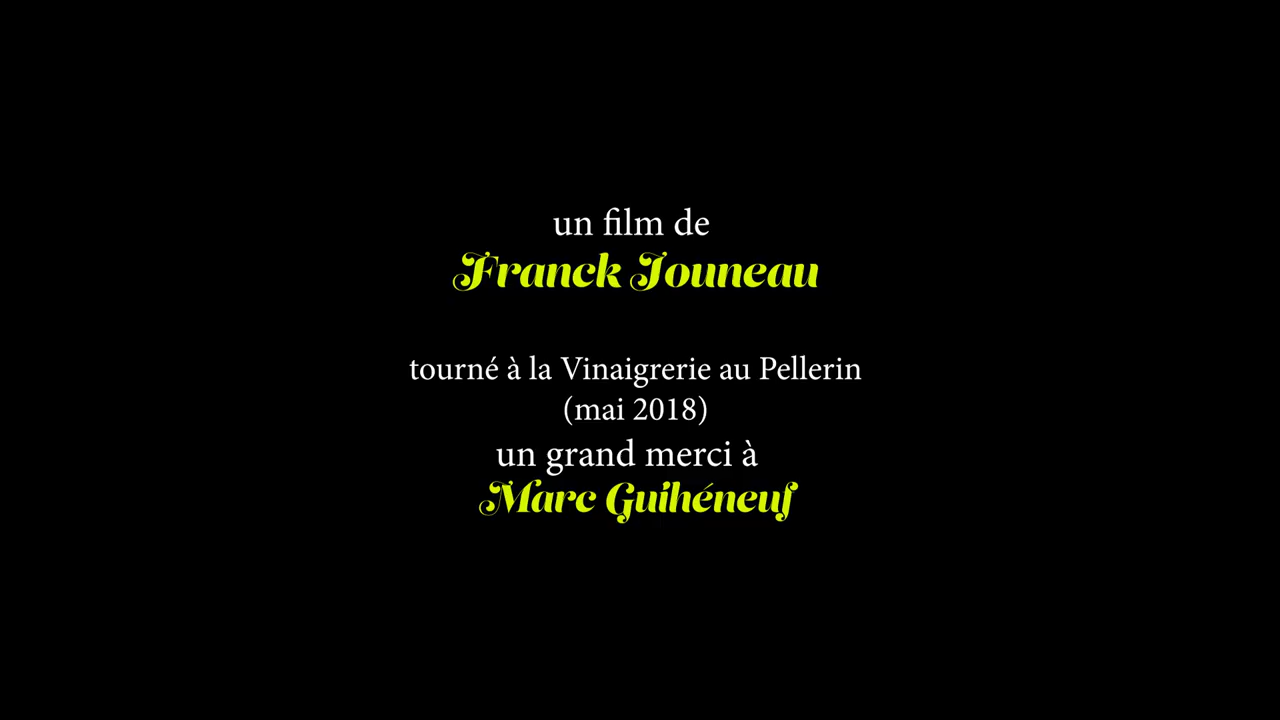 un film de
Franck Jouneau
tourné à la Vinaigrerie au Pellerin
(mai 2018)
un grand merci à
Marc Guihéneuf